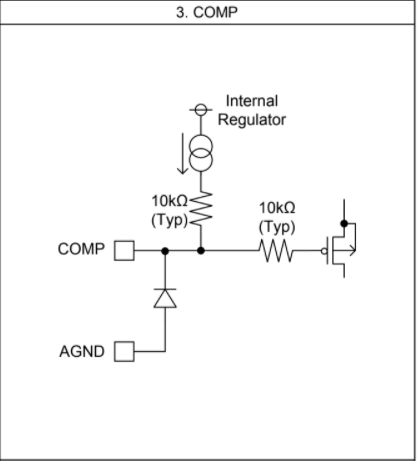 3. COMP
Internal
Regulator
10kΩ
(Typ)
10kΩ
(Typ)
COMP
AGND